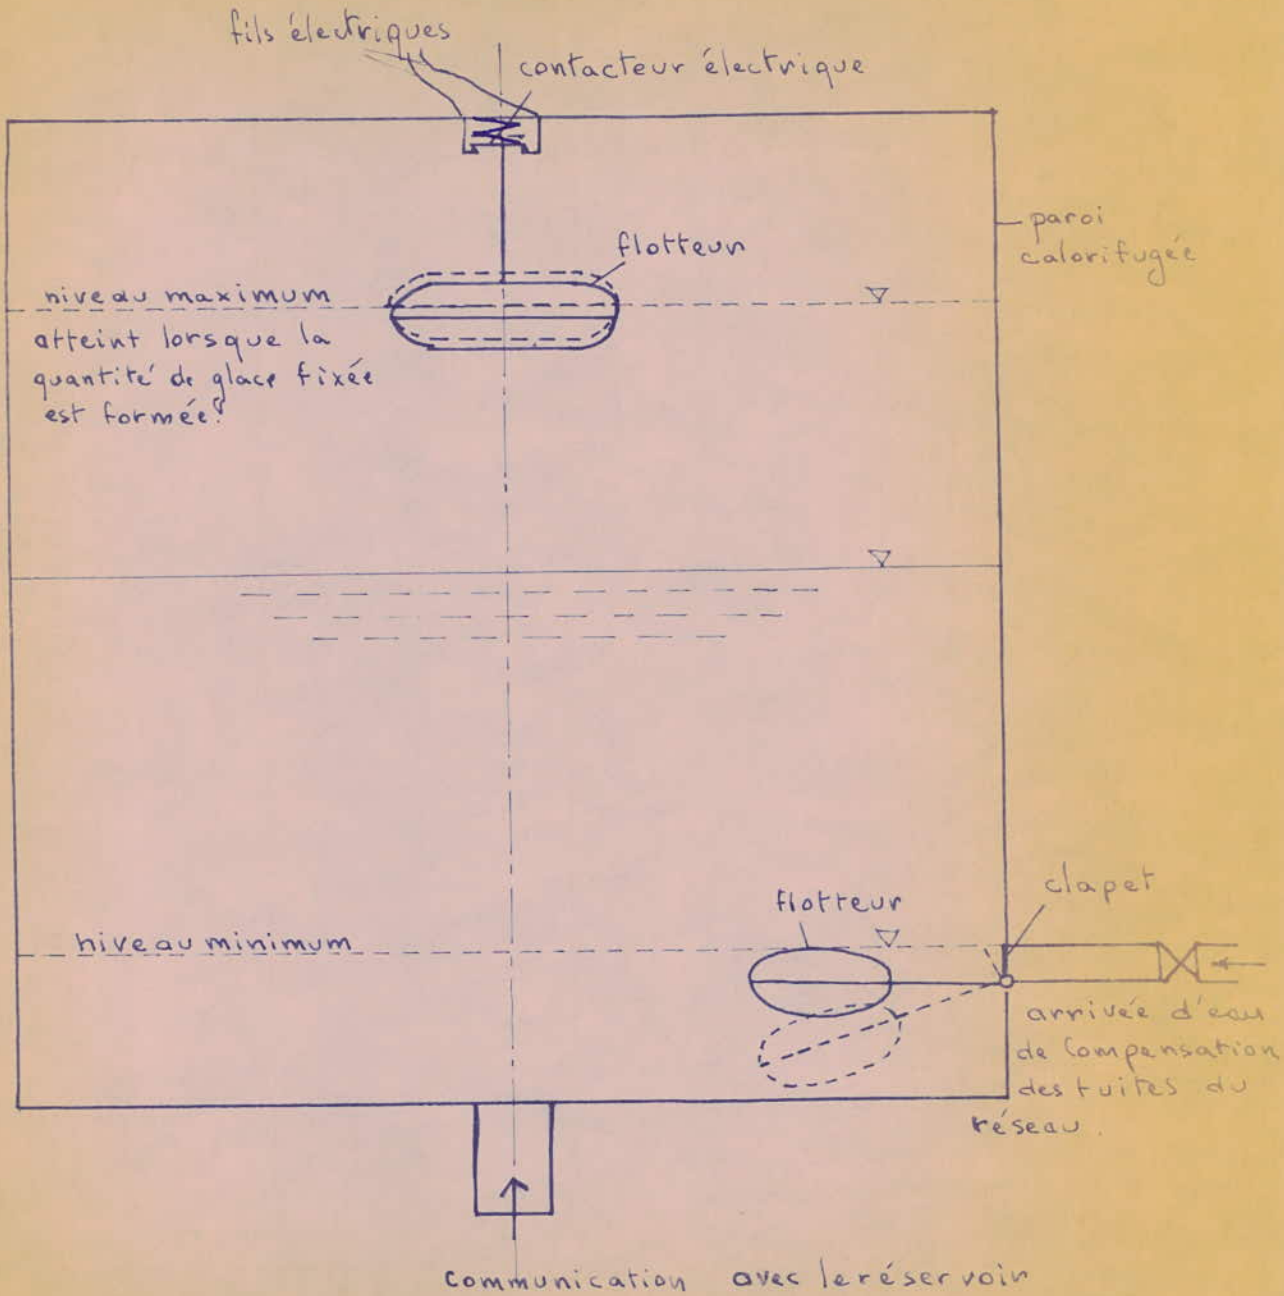 fils électriques
contacteur électrique
paroi
calorifugée
flotteur
niveau maximum
atteint lorsque la
quantité de glace fixée
est formée.
clapet
flotteur
niveau minimum
arrivée d'eau
de Compensation
des fuites du
réseau.
Communication avec le réservoir